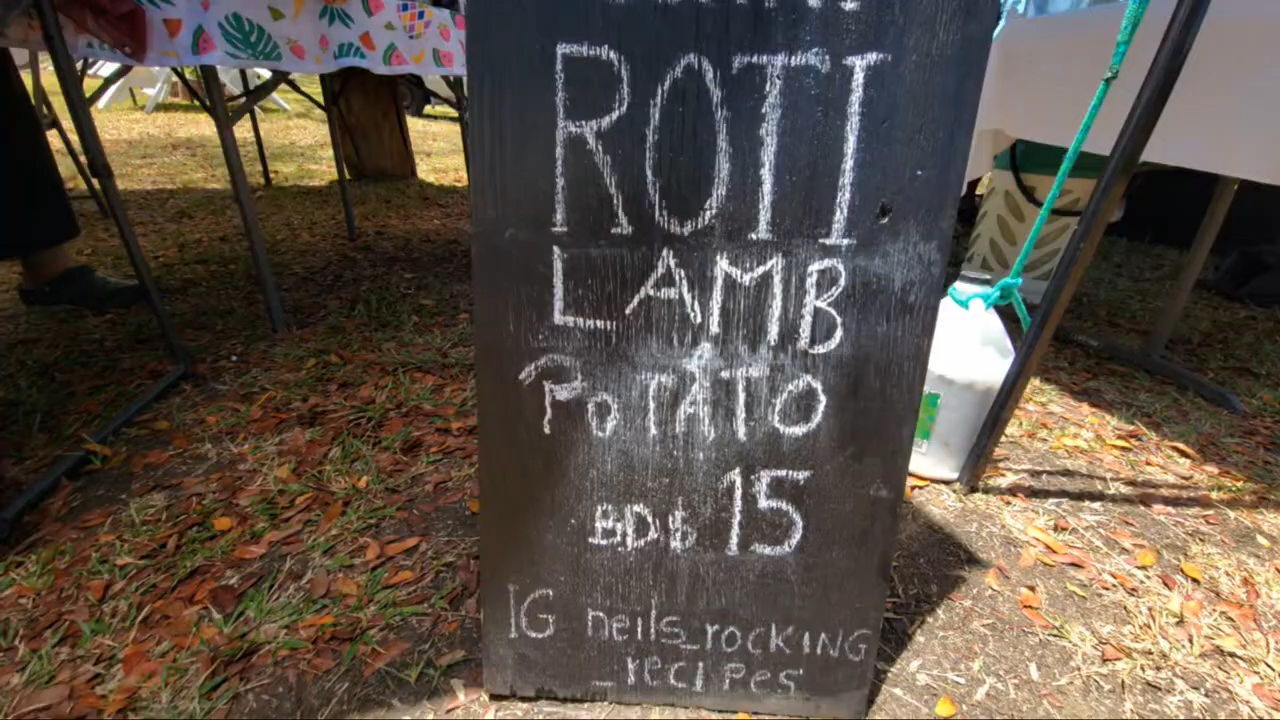 ROTI
LAMB
POTATO
BD$ 15
IG neils_rocKING
_recipes